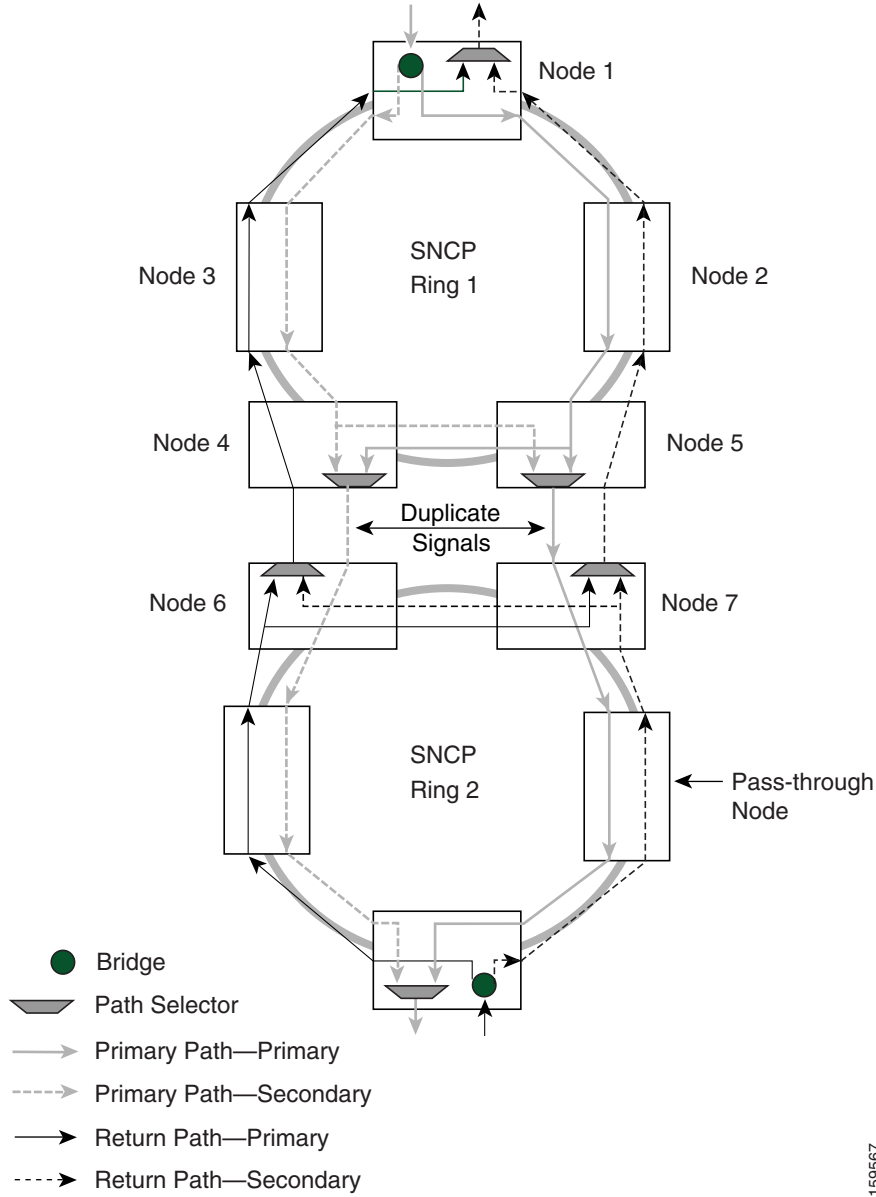 Node 1
SNCP
Ring 1
Node 3
Node 2
Node 4
Node 5
Duplicate
Signals
Node 6
Node 7
SNCP
Ring 2
Pass-through
Node
Bridge
Path Selector
Primary Path—Primary
Primary Path—Secondary
Return Path—Primary
Return Path—Secondary
159567